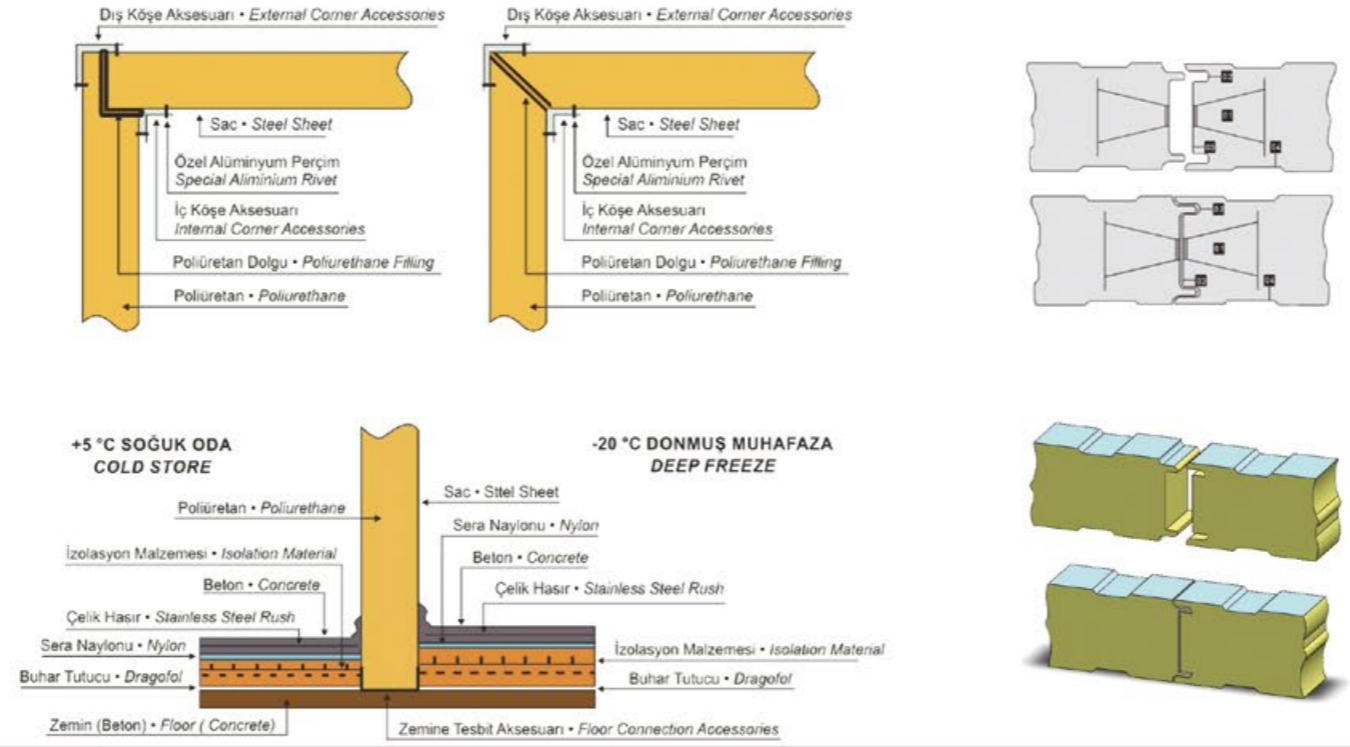 Dış Köşe Aksesuarı • External Corner Accessories
Sac • Steel Sheet
Özel Alüminyum Perçim
Special Aliminium Rivet
İç Köşe Aksesuarı
Internal Corner Accessories
Poliüretan Dolgu • Poliurethane Filling
Poliüretan • Poliurethane
Dış Köşe Aksesuarı • External Corner Accessories
Sac • Steel Sheet
Özel Alüminyum Perçim
Special Aliminium Rivet
İç Köşe Aksesuarı
Internal Corner Accessories
Poliüretan Dolgu • Poliurethane Filling
Poliüretan • Poliurethane
+5 °C SOĞUK ODA
COLD STORE
-20 °C DONMUŞ MUHAFAZA
DEEP FREEZE
Poliüretan • Poliurethane
İzolasyon Malzemesi • Isolation Material
Beton • Concrete
Çelik Hasır • Stainless Steel Rush
Sera Naylonu • Nylon
Buhar Tutucu • Dragofol
Zemin (Beton) • Floor ( Concrete)
Sac • Sttel Sheet
Sera Naylonu • Nylon
Beton • Concrete
Çelik Hasır • Stainless Steel Rush
İzolasyon Malzemesi • Isolation Material
Buhar Tutucu • Dragofol
Zemine Tesbit Aksesuarı • Floor Connection Accessories